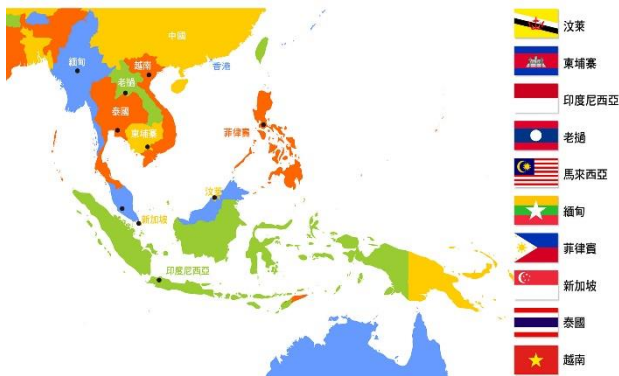 中國
緬甸
越南
香港
老撾
泰國
菲律賓
柬埔寨
汶萊
新加坡
印度尼西亞
汶萊
柬埔寨
印度尼西亞
老撾
馬來西亞
緬甸
菲律賓
新加坡
泰國
越南